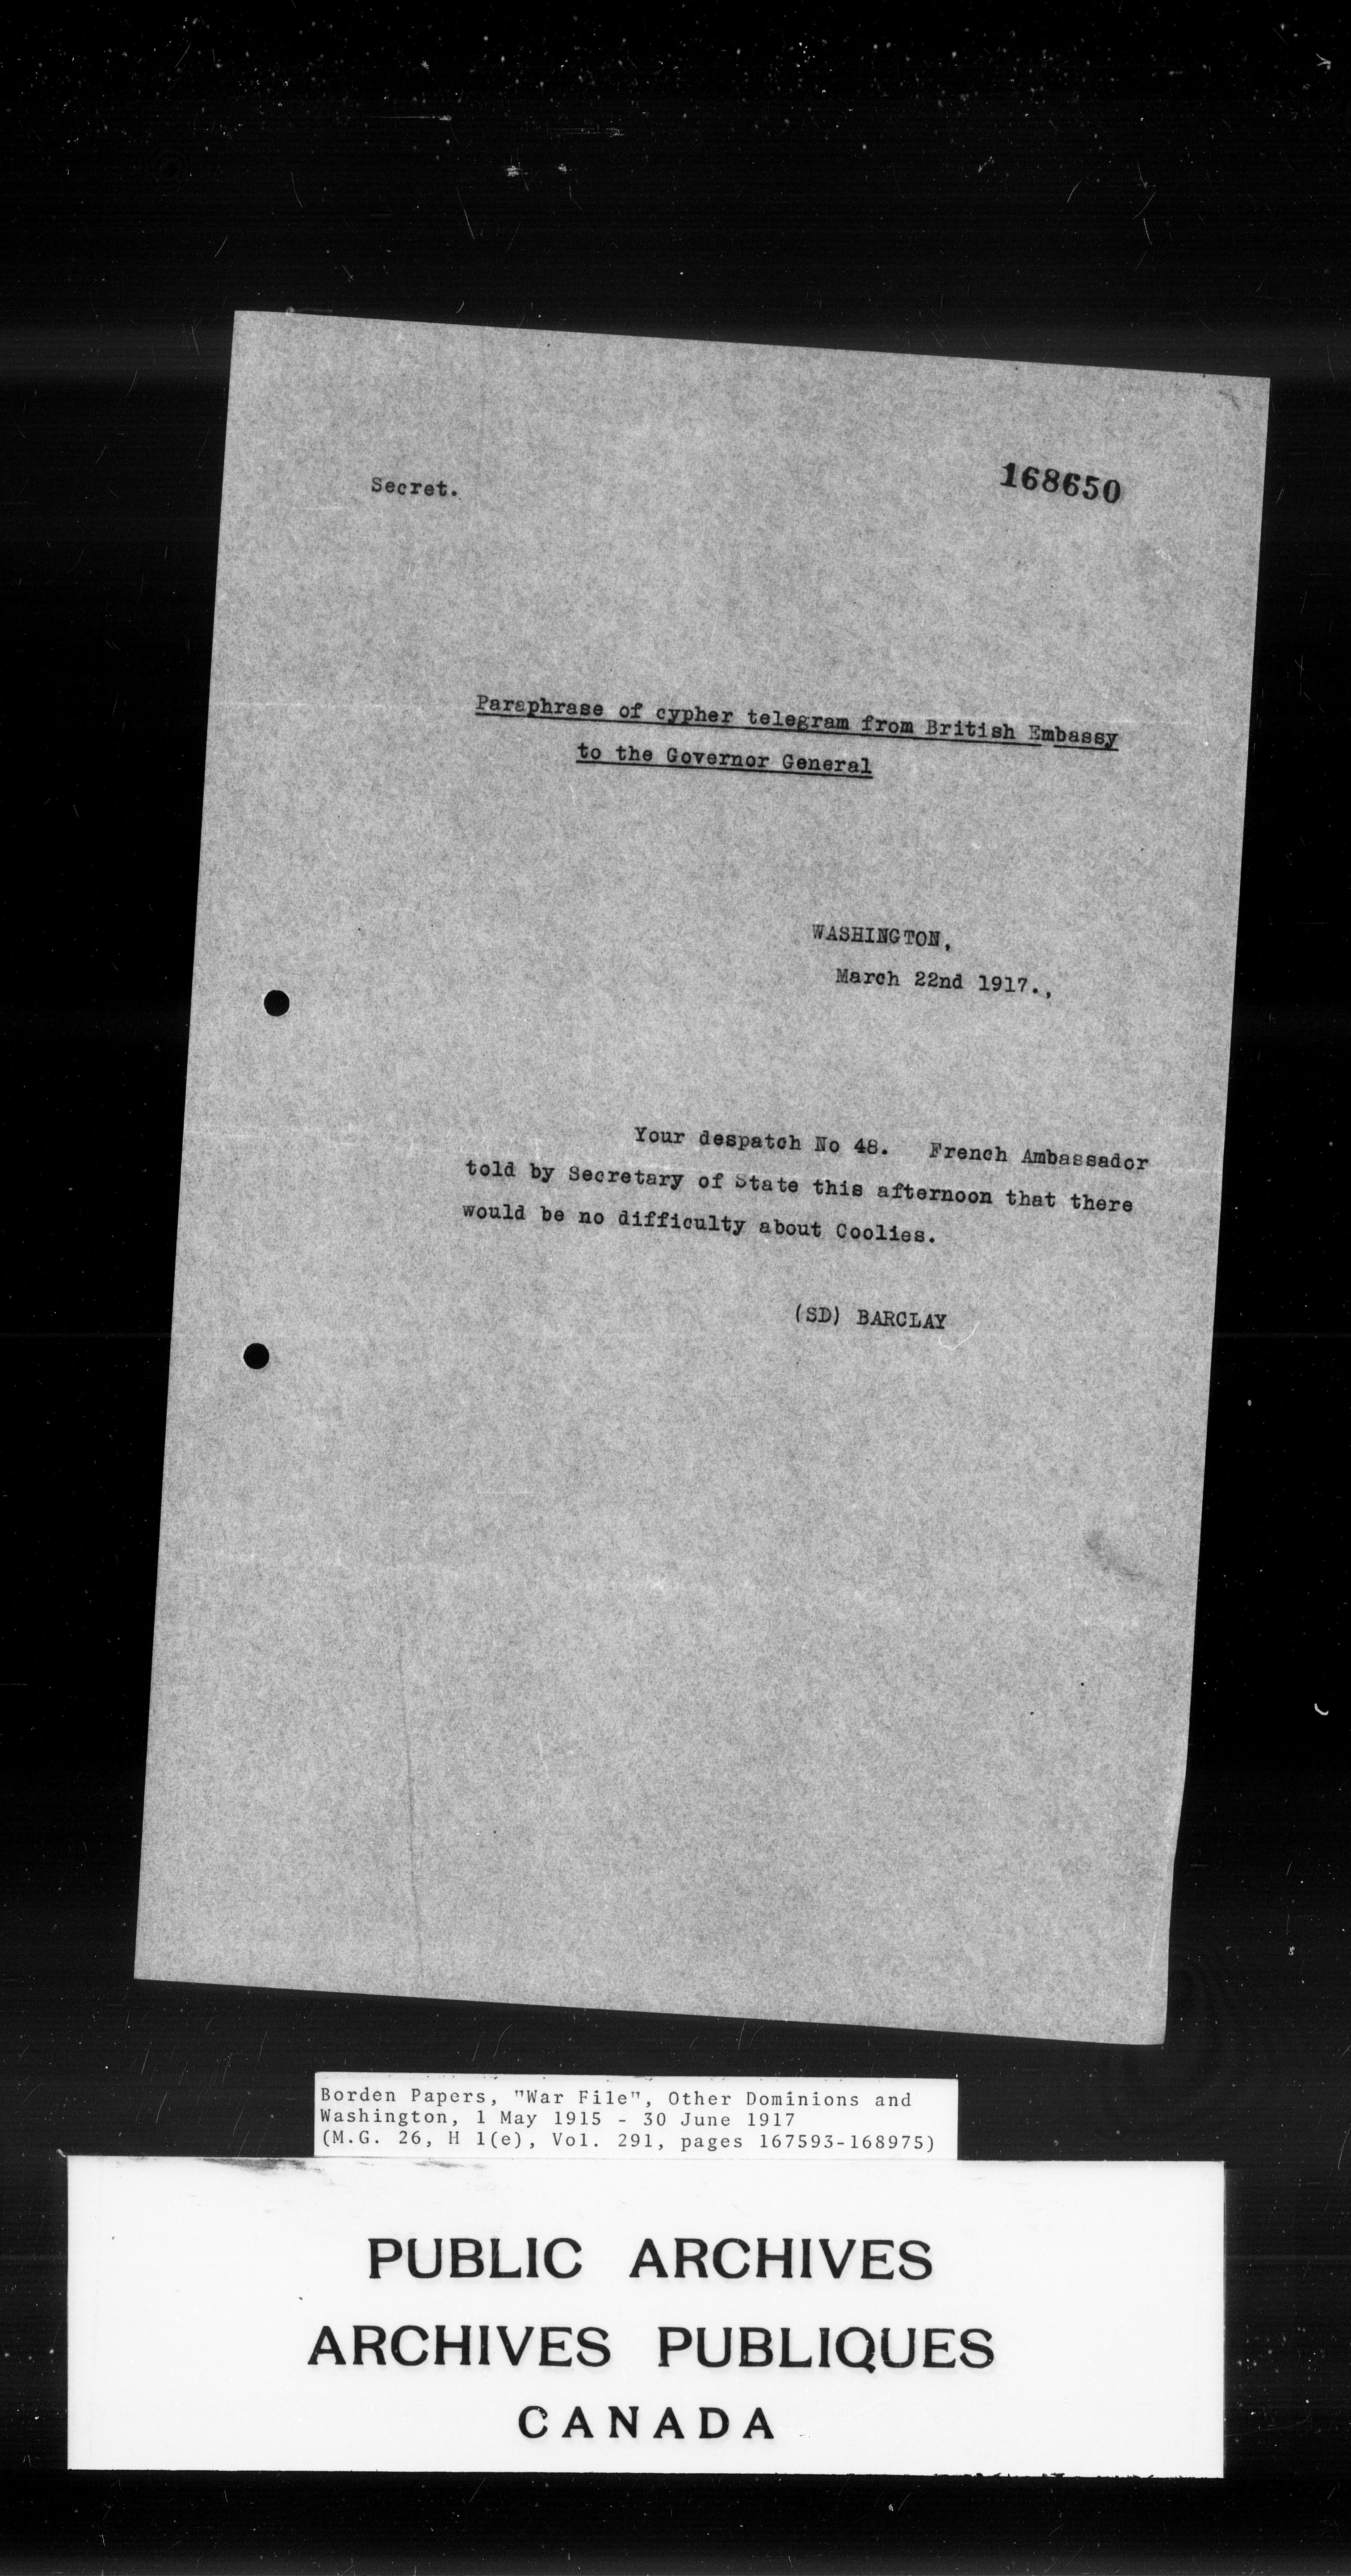 Secret.
168650
Paraphrase of cypher telegram from British Embassy
to the Governor General
WASHINGTON,
March 22nd 1917.,
Your despatch No 48. French Ambassador
told by Secretary of State this afternoon that there
would be no difficulty about Coolies.
(SD) BARCLAY
Borden Papers, "War File", Other Dominions and
Washington, 1 May 1915 - 30 June 1917
(M.G. 26, H 1(e), Vol. 291, pages 167593-168975)
PUBLIC ARCHIVES
ARCHIVES PUBLIQUES
CANADA